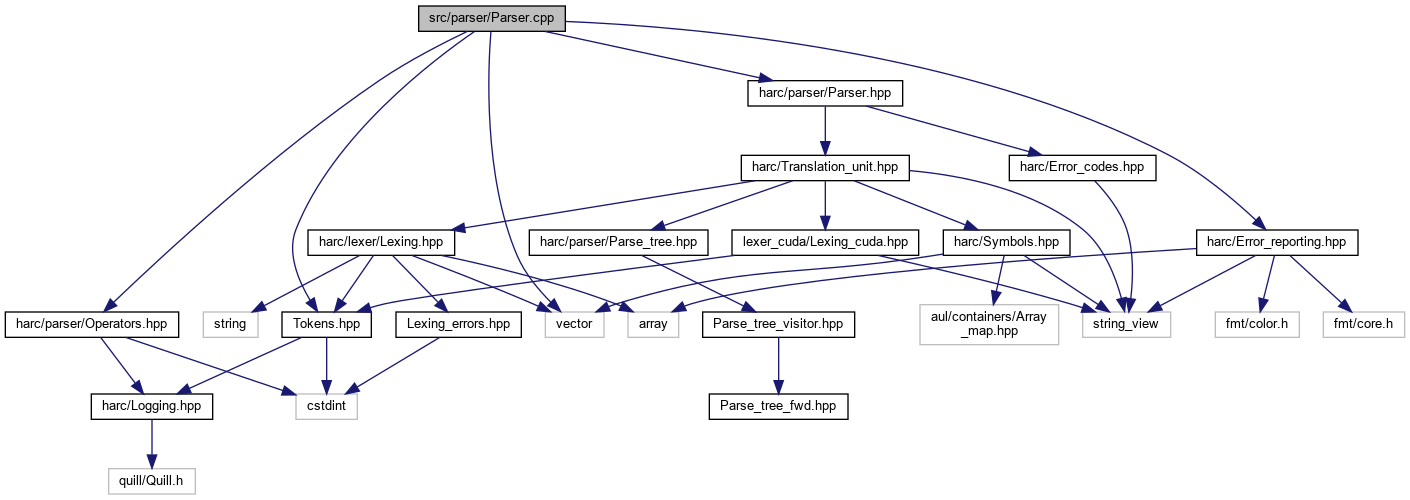 src/parser/Parser.cpp
harc/parser/Parser.hpp
harc/Translation_unit.hpp
harc/Error_codes.hpp
harc/lexer/Lexing.hpp
harc/parser/Parse_tree.hpp
lexer_cuda/Lexing_cuda.hpp
harc/Symbols.hpp
harc/Error_reporting.hpp
harc/parser/Operators.hpp
string
Tokens.hpp
Lexing_errors.hpp
vector
array
Parse_tree_visitor.hpp
aul/containers/Array
_map.hpp
string_view
fmt/color.h
fmt/core.h
harc/Logging.hpp
cstdint
Parse_tree_fwd.hpp
quill/Quill.h